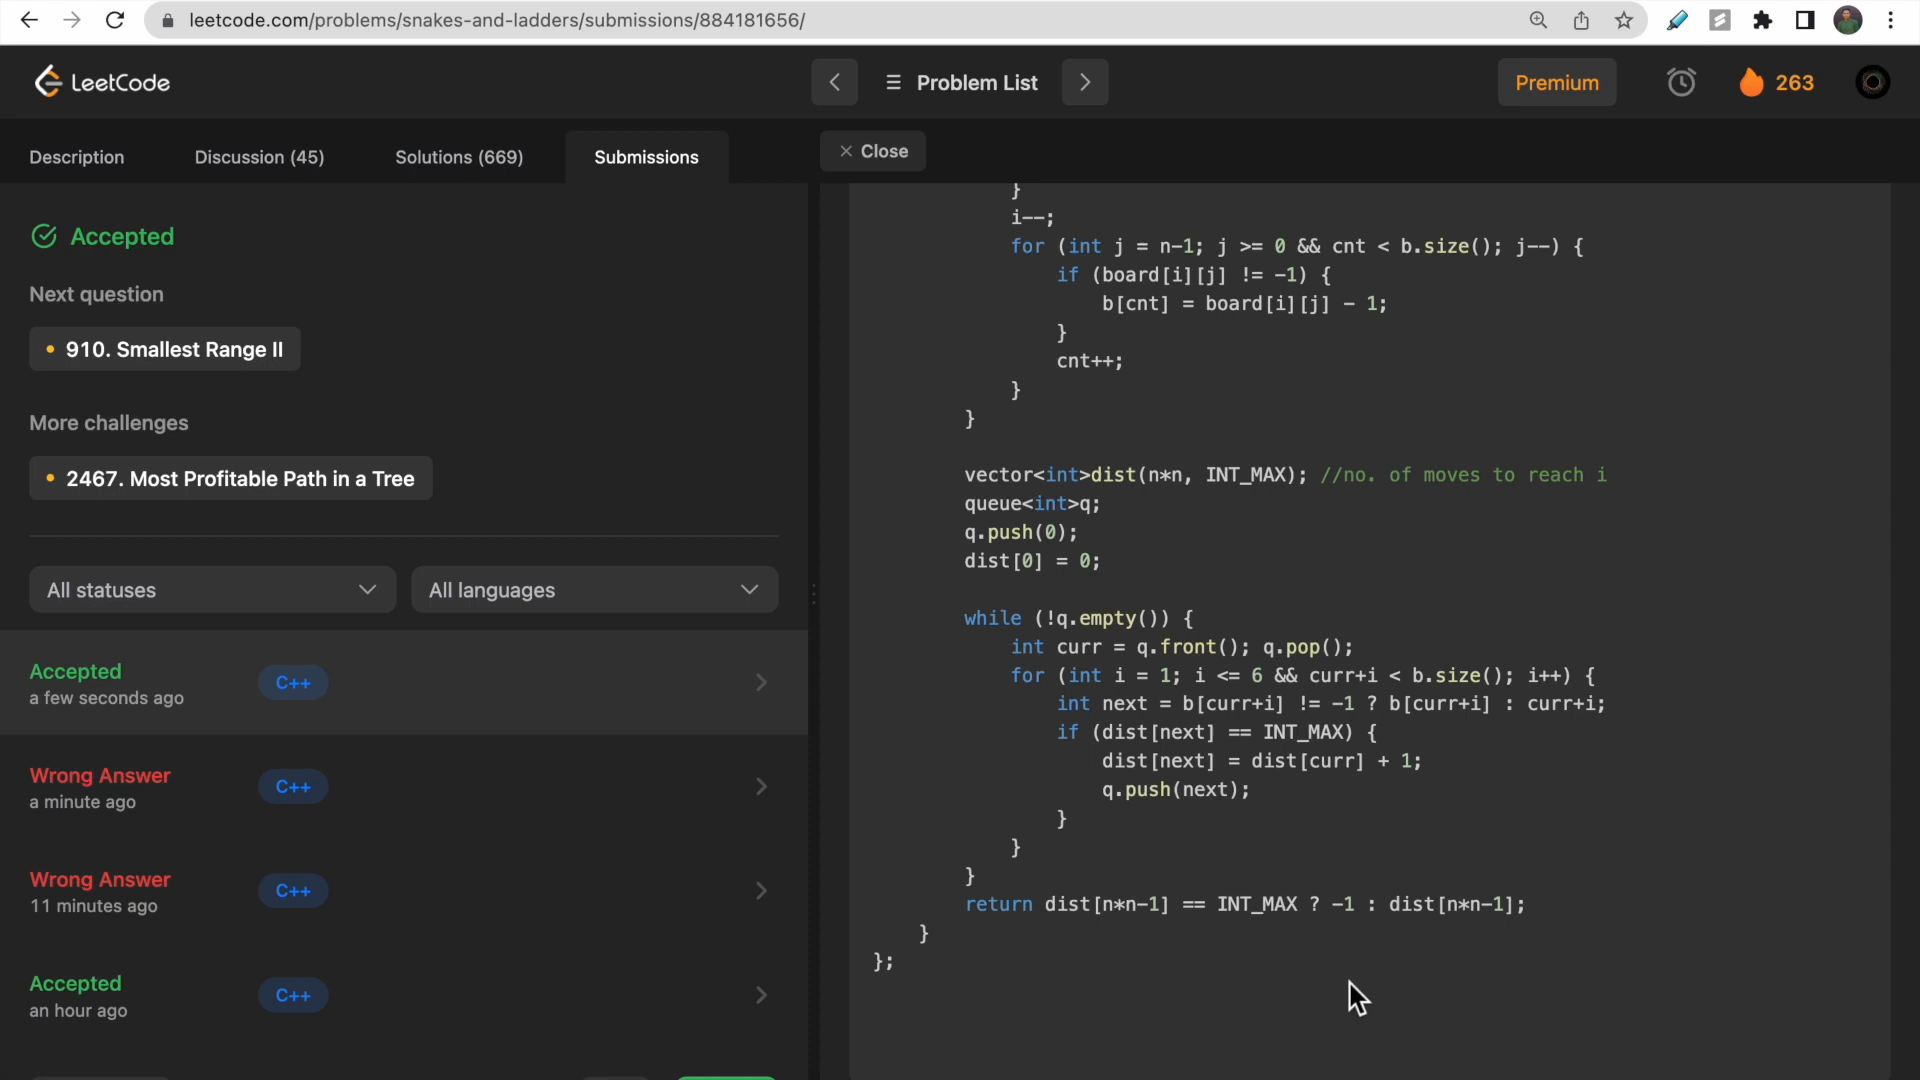 leetcode.com/problems/snakes-and-ladders/submissions/884181656/
LeetCode
Problem List
Premium
263
Description
Discussion (45)
Solutions (669)
Submissions
Close
Accepted
Next question
910. Smallest Range II
More challenges
2467. Most Profitable Path in a Tree
All statuses
All languages
Accepted
a few seconds ago
C++
Wrong Answer
a minute ago
C++
Wrong Answer
11 minutes ago
C++
Accepted
an hour ago
C++
}
i--;
for (int j = n-1; j >= 0 && cnt < b.size(); j--) {
if (board[i][j] != -1) {
b[cnt] = board[i][j] - 1;
}
cnt++;
}
}
vector<int>dist(n*n, INT_MAX); //no. of moves to reach i
queue<int>q;
q.push(0);
dist[0] = 0;
while (!q.empty()) {
int curr = q.front(); q.pop();
for (int i = 1; i <= 6 && curr+i < b.size(); i++) {
int next = b[curr+i] != -1 ? b[curr+i] : curr+i;
if (dist[next] == INT_MAX) {
dist[next] = dist[curr] + 1;
q.push(next);
}
}
}
return dist[n*n-1] == INT_MAX ? -1 : dist[n*n-1];
}
};